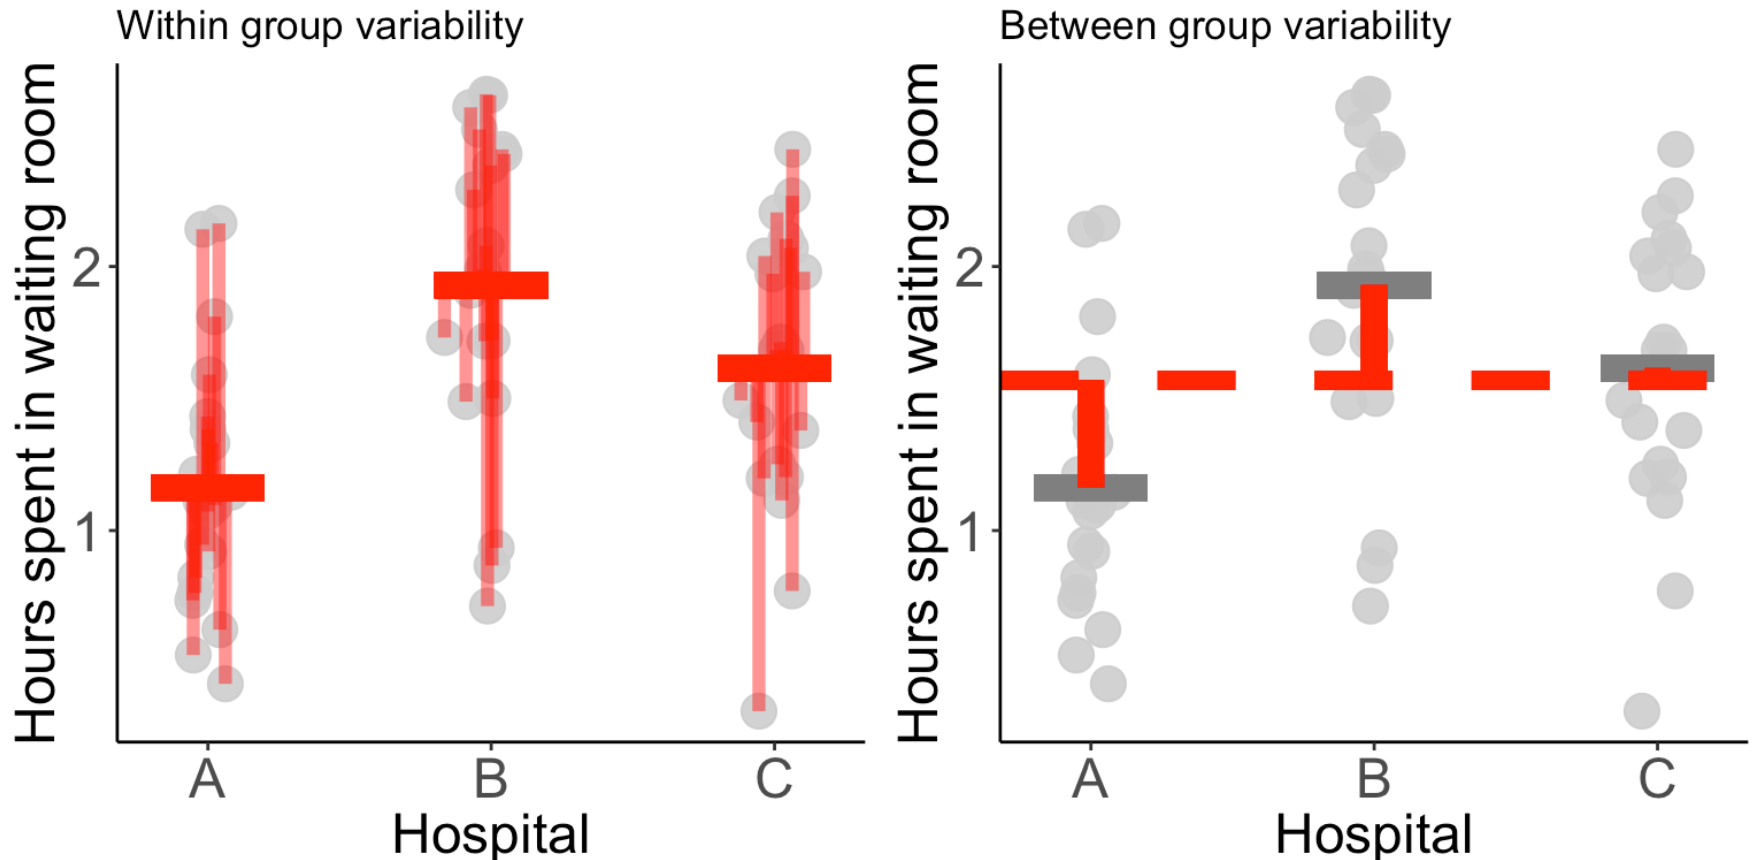 Within group variability
Hours spent in waiting room
2
1
A B C
Hospital
Between group variability
Hours spent in waiting room
2
1
A B C
Hospital